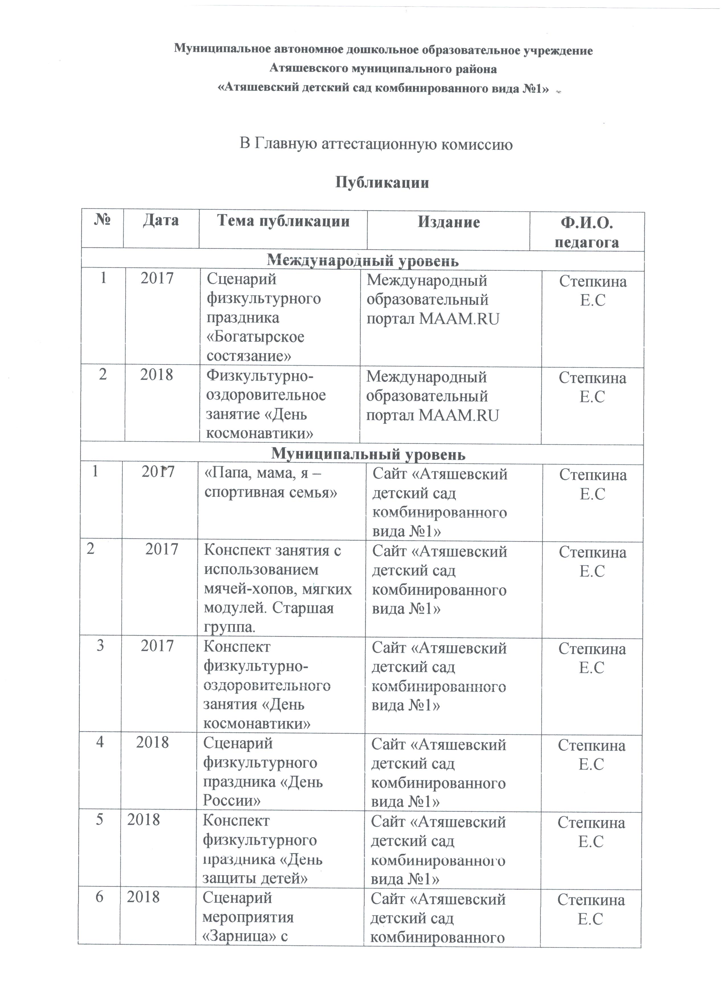 Муниципальное автономное дошкольное образовательное учреждение
Атяшевского муниципального района
«Атяшевский детский сад комбинированного вида №1»
В Главную аттестационную комиссию
Публикации
№ Дата Тема публикации Издание Ф.И.О.
педагога
Международный уровень
1 2017 Сценарий Международный Степкина
физкультурного образовательный Е.С
праздника портал MAAM.RU
«Богатырское
состязание»
2 2018 Физкультурно- Международный Степкина
оздоровительное образовательный Е.С
занятие «День портал MAAM.RU
космонавтики»
Муниципальный уровень
1 2017 «Папа, мама, я – Сайт «Атяшевский Степкина
спортивная семья» детский сад Е.С
комбинированного
вида №1»
2 2017 Конспект занятия с Сайт «Атяшевский Степкина
использованием детский сад Е.С
мячей-хопов, мягких комбинированного
модулей. Старшая вида №1»
группа.
3 2017 Конспект Сайт «Атяшевский Степкина
физкультурно- детский сад Е.С
оздоровительного комбинированного
занятия «День вида №1»
космонавтики»
4 2018 Сценарий Сайт «Атяшевский Степкина
физкультурного детский сад Е.С
праздника «День комбинированного
России» вида №1»
5 2018 Конспект Сайт «Атяшевский Степкина
физкультурного детский сад Е.С
праздника «День комбинированного
защиты детей» вида №1»
6 2018 Сценарий Сайт «Атяшевский Степкина
мероприятия детский сад Е.С
«Зарница» с комбинированного